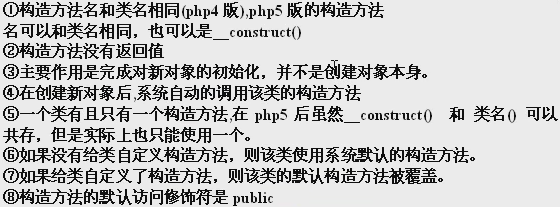 ①构造方法名和类名相同(php4 版),php5 版的构造方法
名可以和类名相同，也可以是__construct()
②构造方法没有返回值
③主要作用是完成对新对象的初始化，并不是创建对象本身。
④在创建新对象后,系统自动的调用该类的构造方法
⑤一个类有且只有一个构造方法,在 php5 后虽然__construct() 和 类名() 可以
共存，但是实际上也只能使用一个。
⑥如果没有给类自定义构造方法，则该类使用系统默认的构造方法。
⑦如果给类自定义了构造方法，则该类的默认构造方法被覆盖。
⑧构造方法的默认访问修饰符是 public